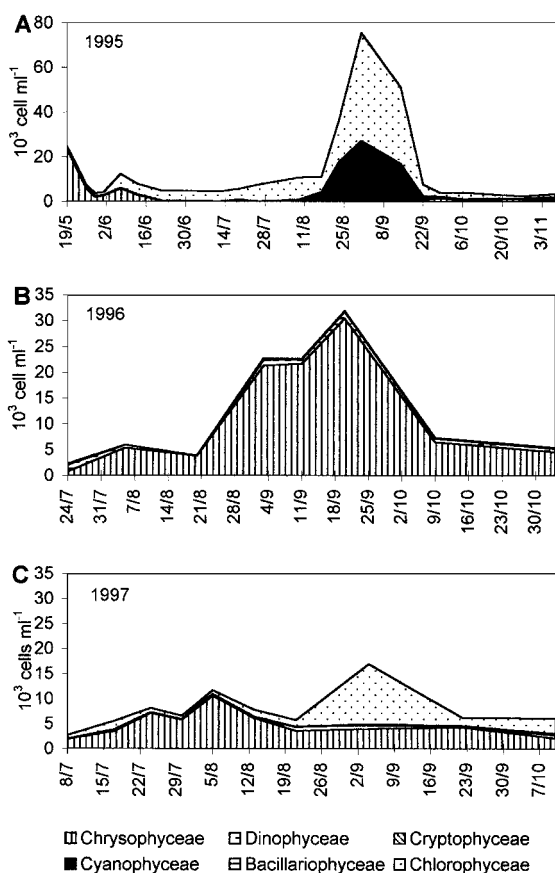 A
1995
10³ cell ml⁻¹
80
60
40
20
0
19/5 2/6 16/6 30/6 14/7 28/7 11/8 25/8 8/9 22/9 6/10 20/10 3/11
B
1996
10³ cell ml⁻¹
35
30
25
20
15
10
5
0
24/7 31/7 7/8 14/8 21/8 28/8 4/9 11/9 18/9 25/9 2/10 9/10 16/10 23/10 30/10
C
1997
10³ cells ml⁻¹
35
30
25
20
15
10
5
0
8/7 15/7 22/7 29/7 5/8 12/8 19/8 26/8 2/9 9/9 16/9 23/9 30/9 7/10
Chrysophyceae Dinophyceae Cryptophyceae
Cyanophyceae Bacillariophyceae Chlorophyceae